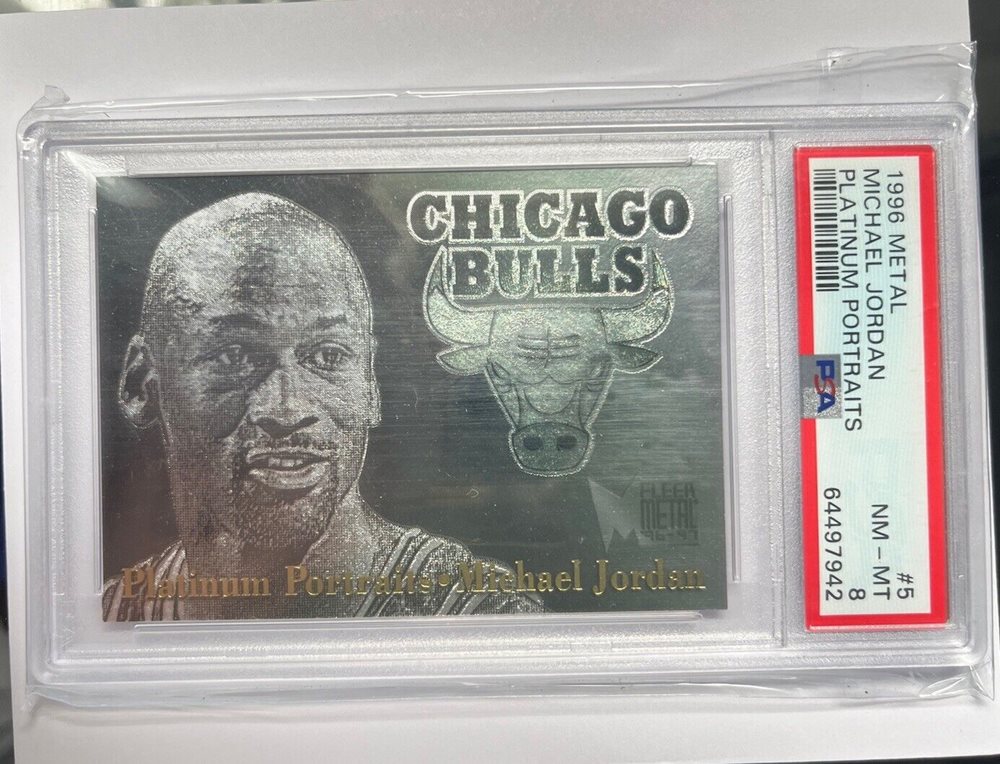 CHICAGO
BULLS
FLEER
METAL
96-97
Platinum Portraits • Michael Jordan
1996 METAL
MICHAEL JORDAN
PLATINUM PORTRAITS
#5
NM - MT
8
64497942
PSA